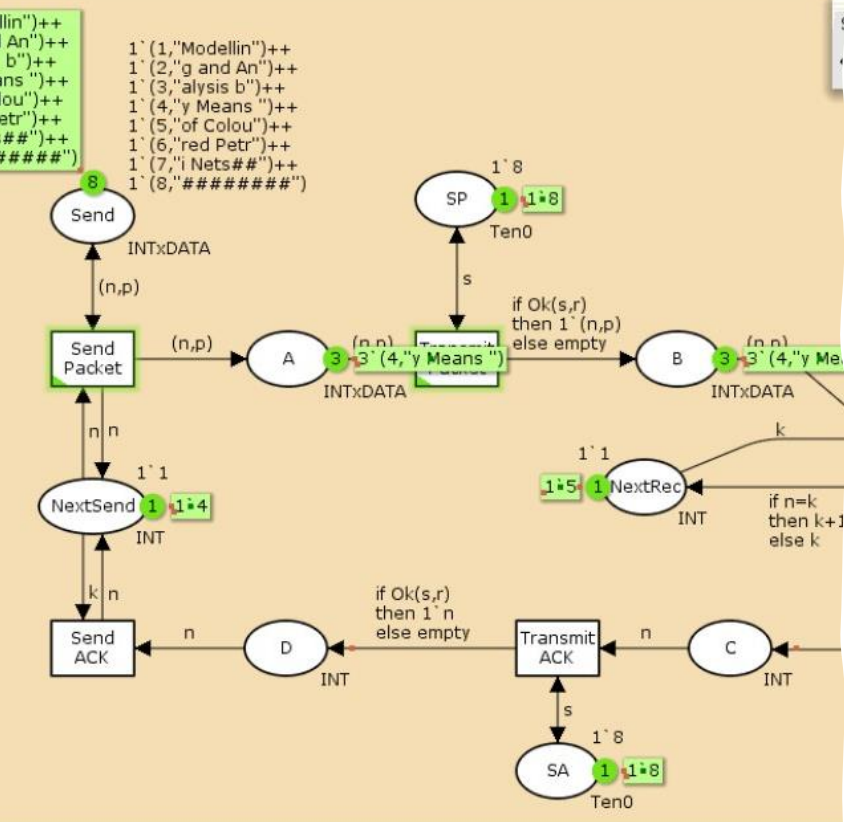 llin")++
l An")++
b")++
ans ")++
lou")++
etr")++
s##")++
#####")
1`(1,"Modellin")++
1`(2,"g and An")++
1`(3,"alysis b")++
1`(4,"y Means ")++
1`(5,"of Colou")++
1`(6,"red Petr")++
1`(7,"i Nets##")++
1`(8,"########")
8
Send
INTxDATA
(n,p)
1`8
SP
1
1`8
Ten0
s
if Ok(s,r)
then 1`(n,p)
else empty
Send
Packet
(n,p)
A
3
(n,p)
3`(4,"y Means ")
INTxDATA
B
3
(n,p)
3`(4,"y Me
INTxDATA
n
n
k
1`1
NextSend
1
1`4
INT
1`1
1`5
1
NextRec
INT
if n=k
then k+1
else k
k
n
Send
ACK
n
D
INT
if Ok(s,r)
then 1`n
else empty
Transmit
ACK
n
C
INT
s
1`8
SA
1
1`8
Ten0